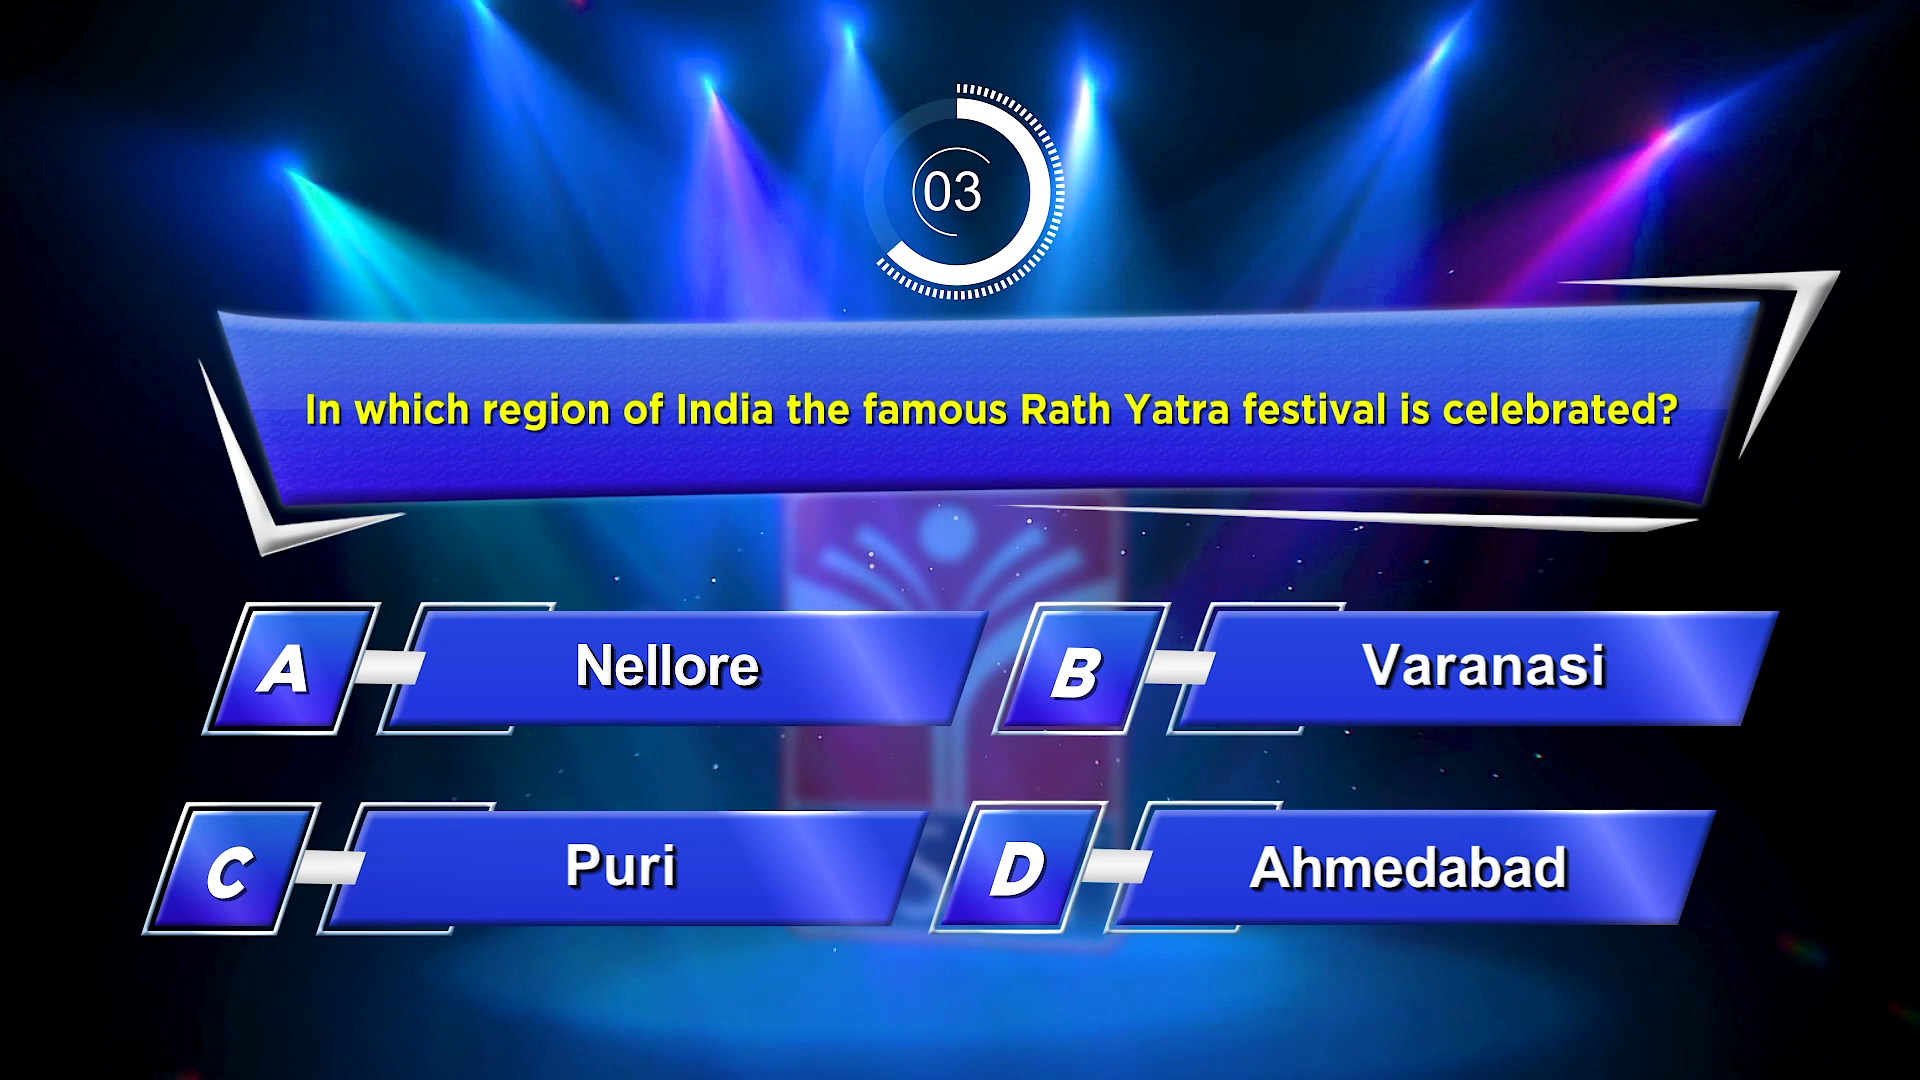 03
In which region of India the famous Rath Yatra festival is celebrated?
A Nellore
B Varanasi
C Puri
D Ahmedabad